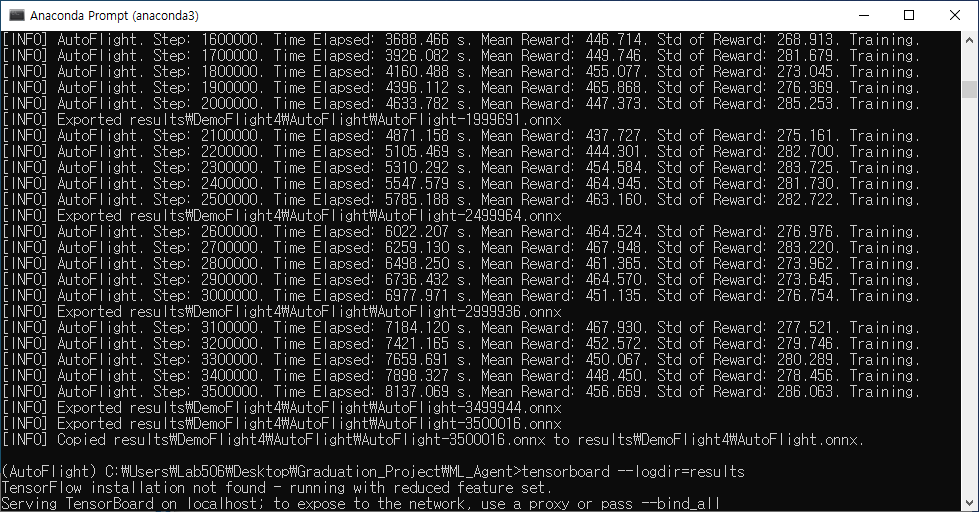 Anaconda Prompt (anaconda3)
[INFO] AutoFlight. Step: 1600000. Time Elapsed: 3688.466 s. Mean Reward: 446.714. Std of Reward: 268.913. Training.
[INFO] AutoFlight. Step: 1700000. Time Elapsed: 3926.062 s. Mean Reward: 449.746. Std of Reward: 281.679. Training.
[INFO] AutoFlight. Step: 1800000. Time Elapsed: 4160.488 s. Mean Reward: 455.077. Std of Reward: 273.045. Training.
[INFO] AutoFlight. Step: 1900000. Time Elapsed: 4396.112 s. Mean Reward: 465.868. Std of Reward: 276.369. Training.
[INFO] AutoFlight. Step: 2000000. Time Elapsed: 4633.782 s. Mean Reward: 447.373. Std of Reward: 285.253. Training.
[INFO] Exported results₩DemoFlight4₩AutoFlight₩AutoFlight-1999691.onnx
[INFO] AutoFlight. Step: 2100000. Time Elapsed: 4871.158 s. Mean Reward: 437.727. Std of Reward: 275.161. Training.
[INFO] AutoFlight. Step: 2200000. Time Elapsed: 5105.469 s. Mean Reward: 444.301. Std of Reward: 282.700. Training.
[INFO] AutoFlight. Step: 2300000. Time Elapsed: 5310.292 s. Mean Reward: 454.584. Std of Reward: 283.725. Training.
[INFO] AutoFlight. Step: 2400000. Time Elapsed: 5547.579 s. Mean Reward: 464.945. Std of Reward: 281.730. Training.
[INFO] AutoFlight. Step: 2500000. Time Elapsed: 5785.188 s. Mean Reward: 463.160. Std of Reward: 282.722. Training.
[INFO] Exported results₩DemoFlight4₩AutoFlight₩AutoFlight-2499964.onnx
[INFO] AutoFlight. Step: 2600000. Time Elapsed: 6022.207 s. Mean Reward: 464.524. Std of Reward: 276.976. Training.
[INFO] AutoFlight. Step: 2700000. Time Elapsed: 6259.130 s. Mean Reward: 467.948. Std of Reward: 283.220. Training.
[INFO] AutoFlight. Step: 2800000. Time Elapsed: 6498.250 s. Mean Reward: 461.365. Std of Reward: 273.962. Training.
[INFO] AutoFlight. Step: 2900000. Time Elapsed: 6736.432 s. Mean Reward: 464.570. Std of Reward: 273.645. Training.
[INFO] AutoFlight. Step: 3000000. Time Elapsed: 6977.971 s. Mean Reward: 451.135. Std of Reward: 276.754. Training.
[INFO] Exported results₩DemoFlight4₩AutoFlight₩AutoFlight-2999936.onnx
[INFO] AutoFlight. Step: 3100000. Time Elapsed: 7184.120 s. Mean Reward: 467.930. Std of Reward: 277.521. Training.
[INFO] AutoFlight. Step: 3200000. Time Elapsed: 7421.165 s. Mean Reward: 452.572. Std of Reward: 279.746. Training.
[INFO] AutoFlight. Step: 3300000. Time Elapsed: 7659.691 s. Mean Reward: 450.067. Std of Reward: 280.289. Training.
[INFO] AutoFlight. Step: 3400000. Time Elapsed: 7898.327 s. Mean Reward: 448.450. Std of Reward: 278.456. Training.
[INFO] AutoFlight. Step: 3500000. Time Elapsed: 8137.069 s. Mean Reward: 456.669. Std of Reward: 286.063. Training.
[INFO] Exported results₩DemoFlight4₩AutoFlight₩AutoFlight-3499944.onnx
[INFO] Exported results₩DemoFlight4₩AutoFlight₩AutoFlight-3500016.onnx
[INFO] Copied results₩DemoFlight4₩AutoFlight₩AutoFlight-3500016.onnx to results₩DemoFlight4₩AutoFlight.onnx.
(AutoFlight) C:₩Users₩Lab506₩Desktop₩Graduation_Project₩ML_Agent>tensorboard --logdir=results
TensorFlow installation not found - running with reduced feature set.
Serving TensorBoard on localhost; to expose to the network, use a proxy or pass --bind_all